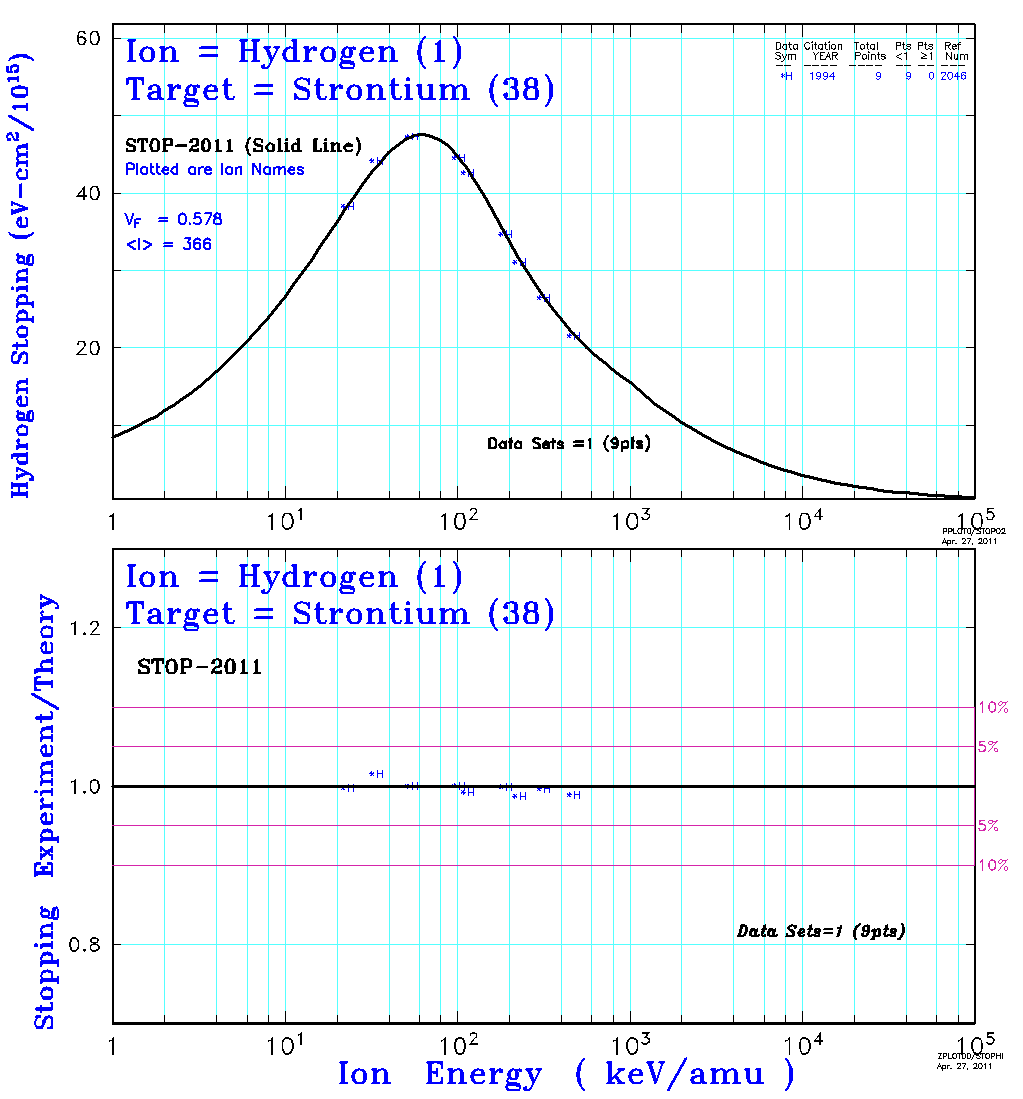 Ion = Hydrogen (1)
Target = Strontium (38)
STOP-2011 (Solid Line)
Plotted are Ion Names
V_F = 0.578
<I> = 366
Data Citation Total Pts Pts Ref
Sym YEAR Points <1 ≥1 Num
*H 1994 9 9 0 2046
*H
*H
*H
*H
*H
*H
*H
*H
*H
Data Sets =1 (9pts)
Hydrogen Stopping (eV-cm²/10¹⁵)
60
40
20
1 10¹ 10² 10³ 10⁴ 10⁵
PPLOTQ/STOPO2
Apr. 27, 2011
Ion = Hydrogen (1)
Target = Strontium (38)
STOP-2011
Stopping Experiment/Theory
1.2
1.0
0.8
10%
5%
5%
10%
*H
*H
*H
*H
*H
*H
*H
*H
*H
Data Sets=1 (9pts)
1 10¹ 10² 10³ 10⁴ 10⁵
Apr. 27, 2011
Ion Energy ( keV/amu )